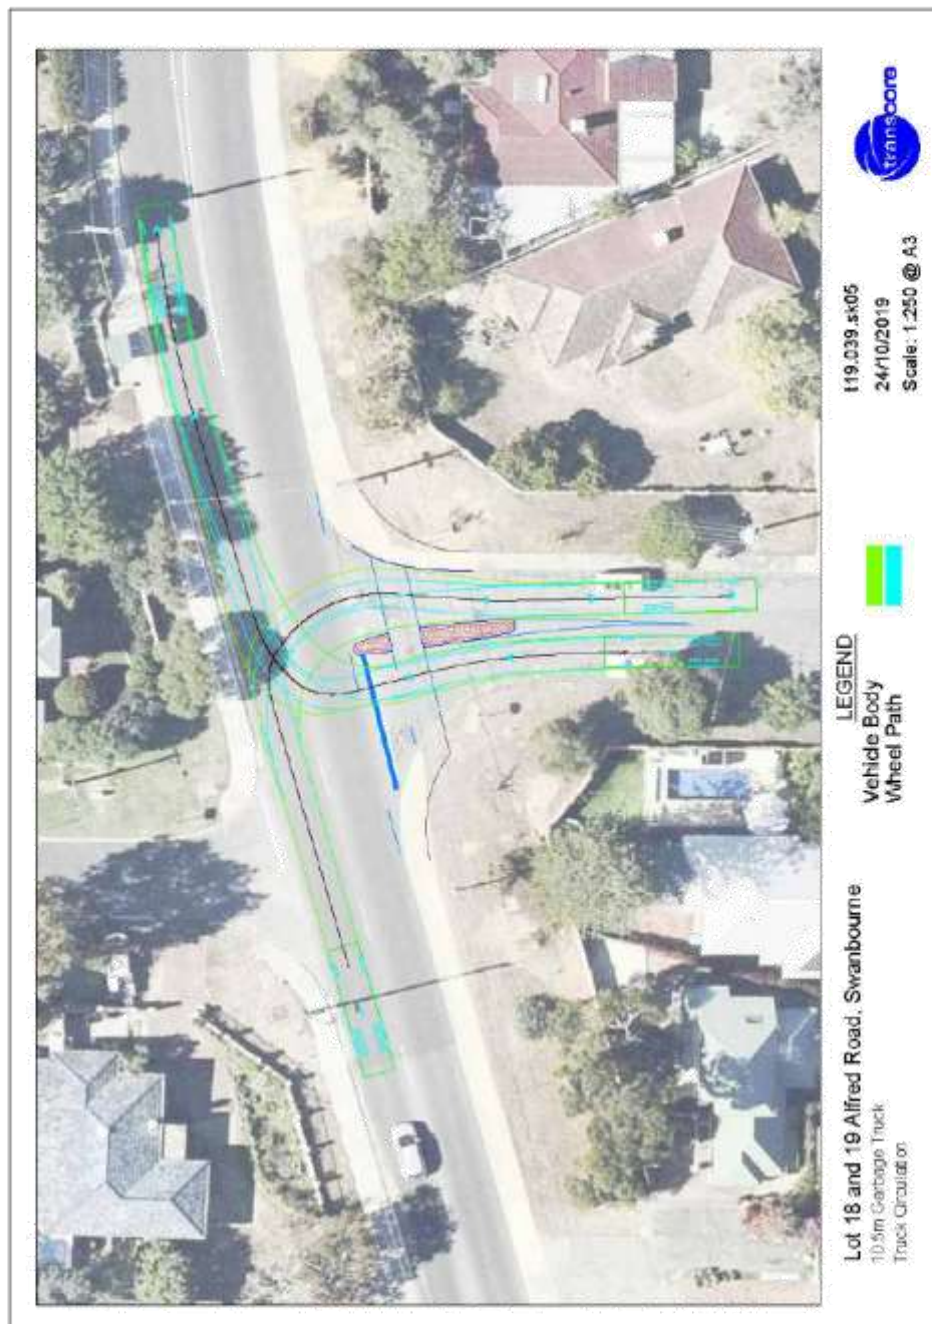 Lot 18 and 19 Alfred Road, Swanbourne
10.5m Garbage Truck
Truck Circulation
LEGEND
Vehicle Body
Wheel Path
t19.039.sk05
24/10/2019
Scale: 1:250 @ A3
transcore